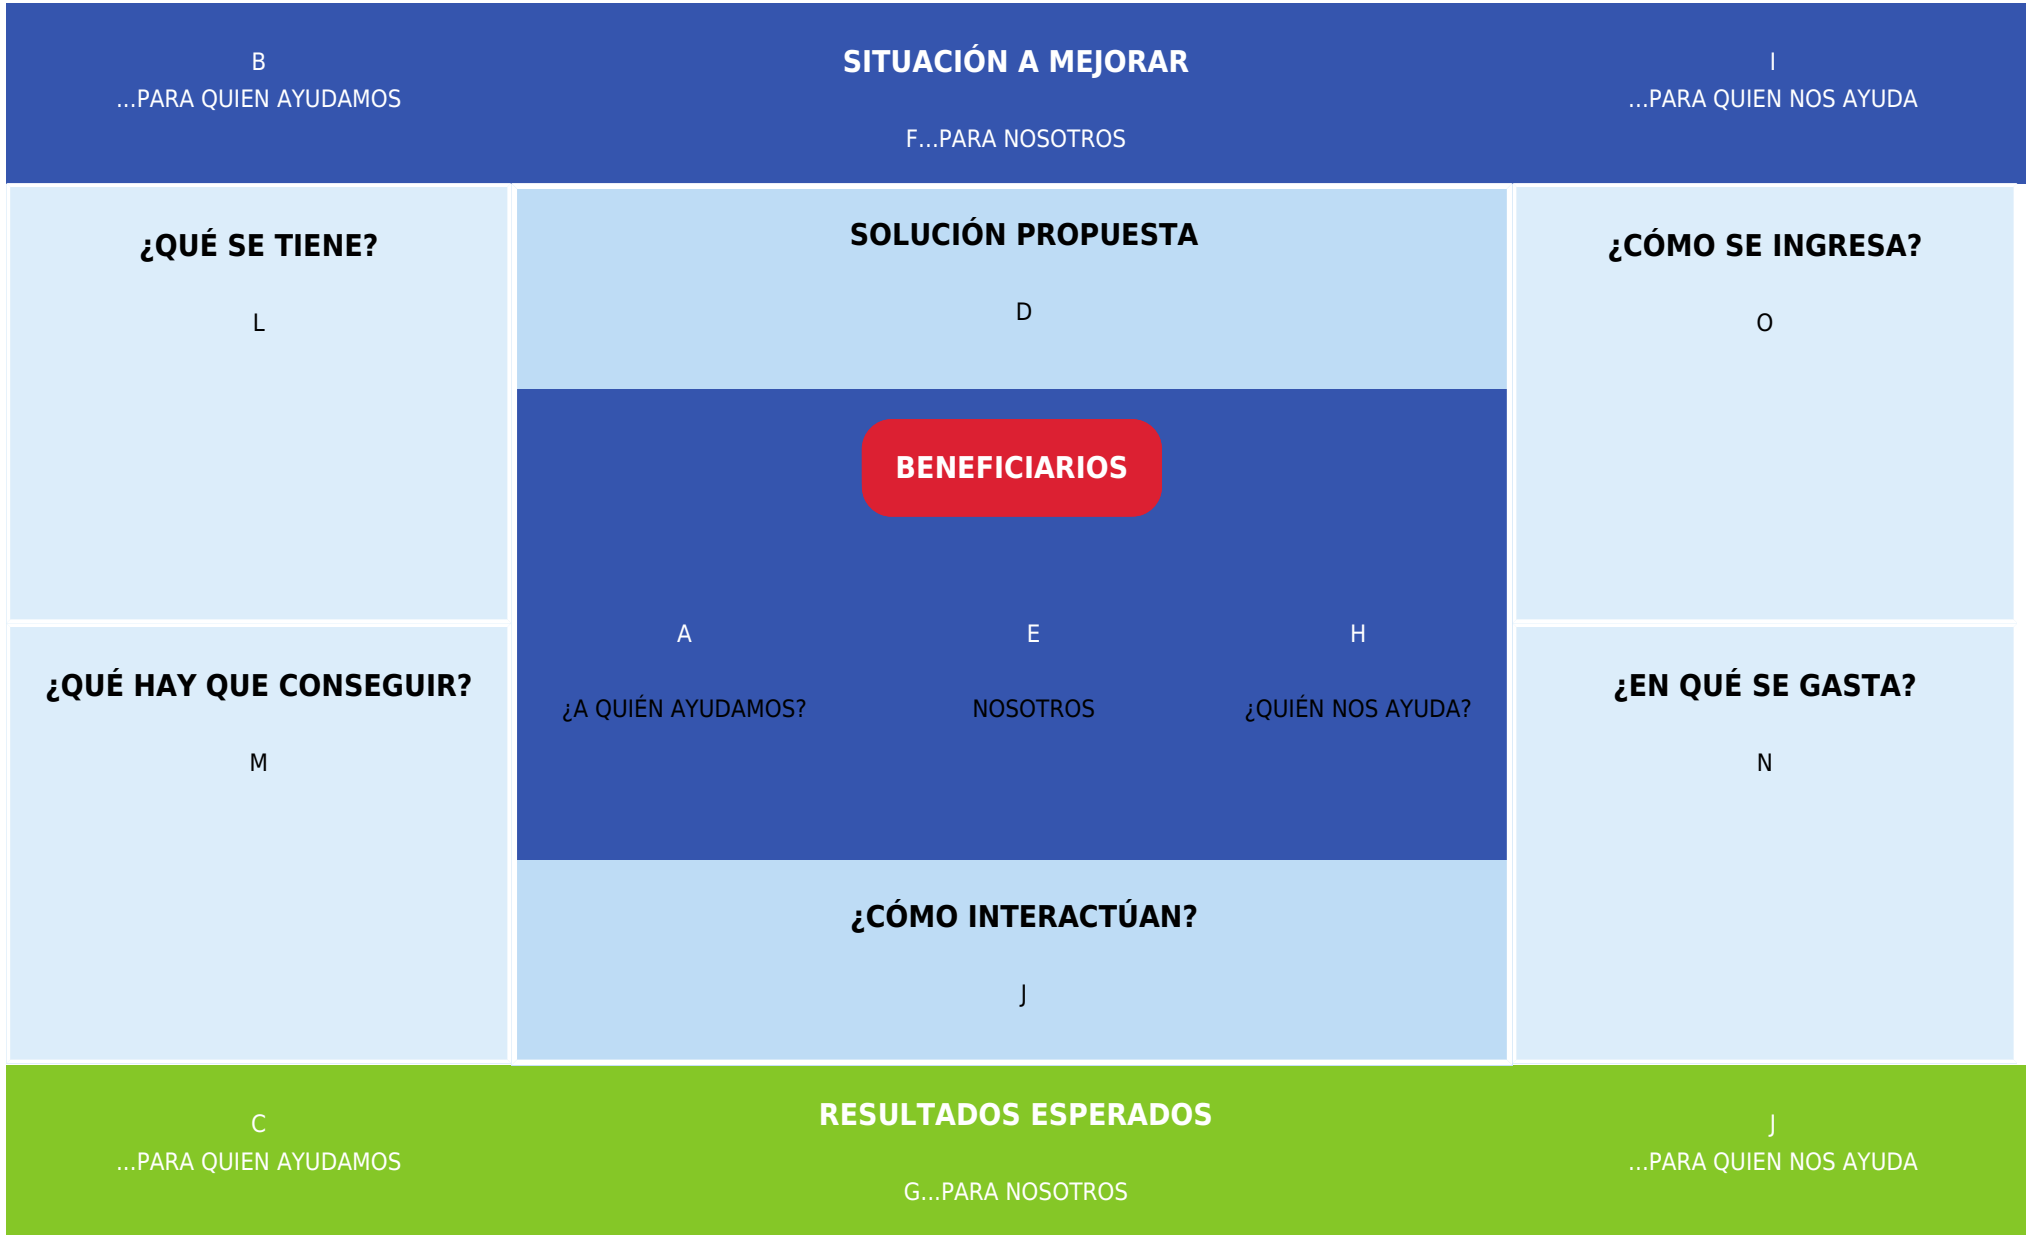 B
...PARA QUIEN AYUDAMOS
SITUACIÓN A MEJORAR
F...PARA NOSOTROS
I
...PARA QUIEN NOS AYUDA
¿QUÉ SE TIENE?
L
SOLUCIÓN PROPUESTA
D
¿CÓMO SE INGRESA?
O
BENEFICIARIOS
A
¿A QUIÉN AYUDAMOS?
E
NOSOTROS
H
¿QUIÉN NOS AYUDA?
¿QUÉ HAY QUE CONSEGUIR?
M
¿EN QUÉ SE GASTA?
N
¿CÓMO INTERACTÚAN?
J
C
...PARA QUIEN AYUDAMOS
RESULTADOS ESPERADOS
G...PARA NOSOTROS
J
...PARA QUIEN NOS AYUDA